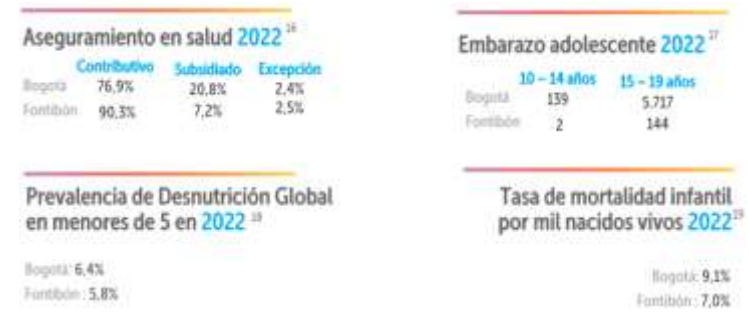 Aseguramiento en salud 2022 16
Contributivo Subsidiado Excepción
Bogotá 76,9% 20,8% 2,4%
Fontibón 90,3% 7,2% 2,5%
Embarazo adolescente 2022 17
10 – 14 años 15 – 19 años
Bogotá 139 5.717
Fontibón 2 144
Prevalencia de Desnutrición Global
en menores de 5 en 2022 18
Bogotá: 6,4%
Fontibón : 5,8%
Tasa de mortalidad infantil
por mil nacidos vivos 2022 19
Bogotá: 9,1%
Fontibón : 7,0%